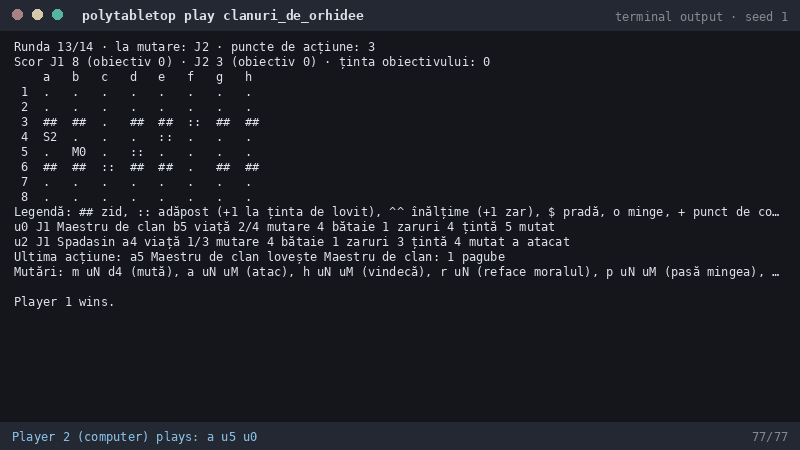 polytabletop play clanuri_de_orhidee
terminal output · seed 1
Runda 13/14 · la mutare: J2 · puncte de acțiune: 3
Scor J1 8 (obiectiv 0) · J2 3 (obiectiv 0) · ținta obiectivului: 0
a b c d e f g h
1 . . . . . . . .
2 . . . . . . . .
3 ## ## . ## ## :: ## ##
4 S2 . . . :: . . .
5 . M0 . :: . . . .
6 ## ## :: ## ## . ## ##
7 . . . . . . . .
8 . . . . . . . .
Legendă: ## zid, :: adăpost (+1 la ținta de lovit), ^^ înălțime (+1 zar), $ pradă, o minge, + punct de co…
u0 J1 Maestru de clan b5 viață 2/4 mutare 4 bătaie 1 zaruri 4 țintă 5 mutat
u2 J1 Spadasin a4 viață 1/3 mutare 4 bătaie 1 zaruri 3 țintă 4 mutat a atacat
Ultima acțiune: a5 Maestru de clan lovește Maestru de clan: 1 pagube
Mutări: m uN d4 (mută), a uN uM (atac), h uN uM (vindecă), r uN (reface moralul), p uN uM (pasă mingea), …
Player 1 wins.
Player 2 (computer) plays: a u5 u0
77/77